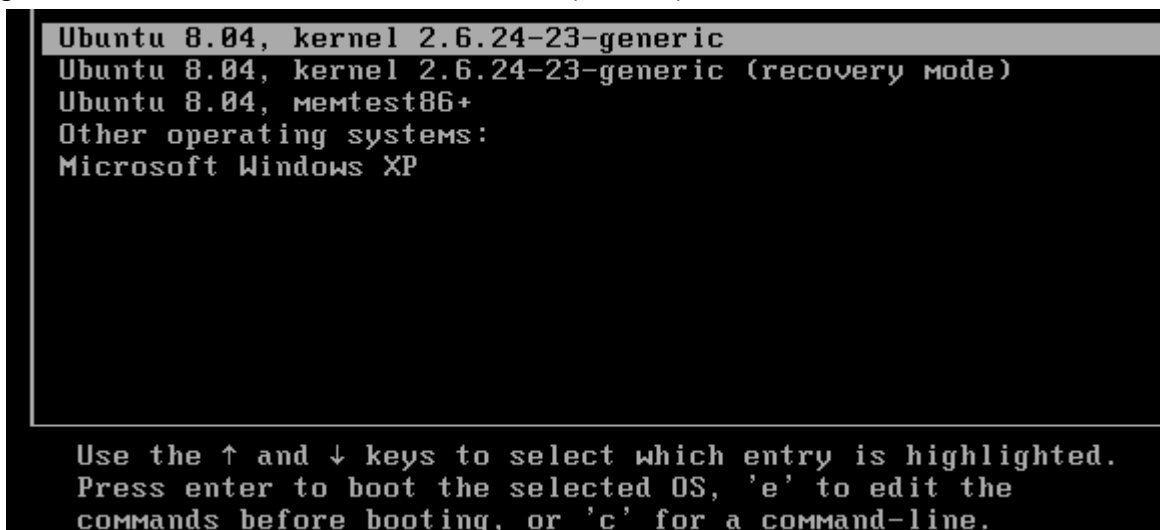 Ubuntu 8.04, kernel 2.6.24-23-generic
Ubuntu 8.04, kernel 2.6.24-23-generic (recovery mode)
Ubuntu 8.04, memtest86+
Other operating systems:
Microsoft Windows XP
Use the ↑ and ↓ keys to select which entry is highlighted.
Press enter to boot the selected OS, 'e' to edit the
commands before booting, or 'c' for a command-line.